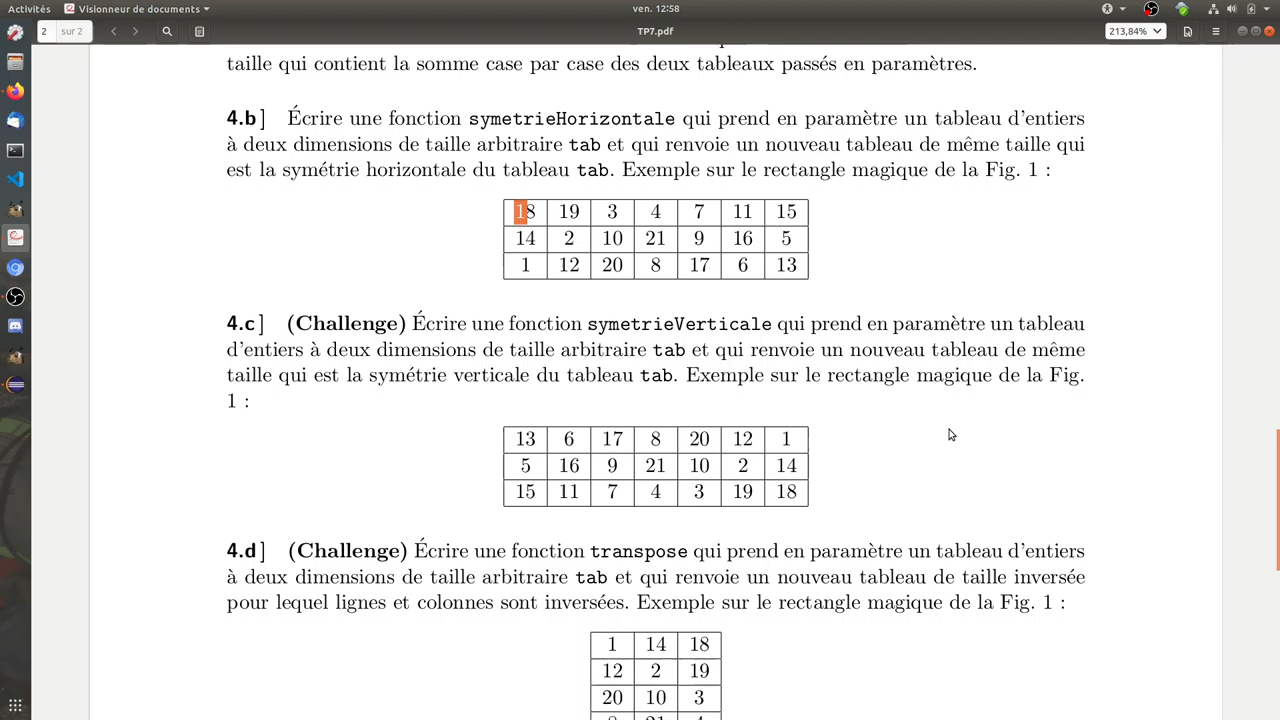 Activités Visionneur de documents ven. 12:58
2 sur 2 TP7.pdf 213,84%
taille qui contient la somme case par case des deux tableaux passés en paramètres.
4.b] Écrire une fonction symetrieHorizontale qui prend en paramètre un tableau d'entiers
à deux dimensions de taille arbitraire tab et qui renvoie un nouveau tableau de même taille qui
est la symétrie horizontale du tableau tab. Exemple sur le rectangle magique de la Fig. 1 :
18 19 3 4 7 11 15
14 2 10 21 9 16 5
1 12 20 8 17 6 13
4.c] (Challenge) Écrire une fonction symetrieVerticale qui prend en paramètre un tableau
d'entiers à deux dimensions de taille arbitraire tab et qui renvoie un nouveau tableau de même
taille qui est la symétrie verticale du tableau tab. Exemple sur le rectangle magique de la Fig.
1 :
13 6 17 8 20 12 1
5 16 9 21 10 2 14
15 11 7 4 3 19 18
4.d] (Challenge) Écrire une fonction transpose qui prend en paramètre un tableau d'entiers
à deux dimensions de taille arbitraire tab et qui renvoie un nouveau tableau de taille inversée
pour lequel lignes et colonnes sont inversées. Exemple sur le rectangle magique de la Fig. 1 :
1 14 18
12 2 19
20 10 3